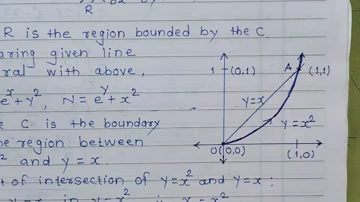 R
R is the region bounded by the C.
aring given line
ral with above,
e^x+y^2, N=e^y+x^2
e C is the boundary
e region between
x^2 and y=x.
t of intersection of y=x^2 and y=x:
1 (0,1) A (1,1)
y=x
y=x^2
O(0,0) (1,0)